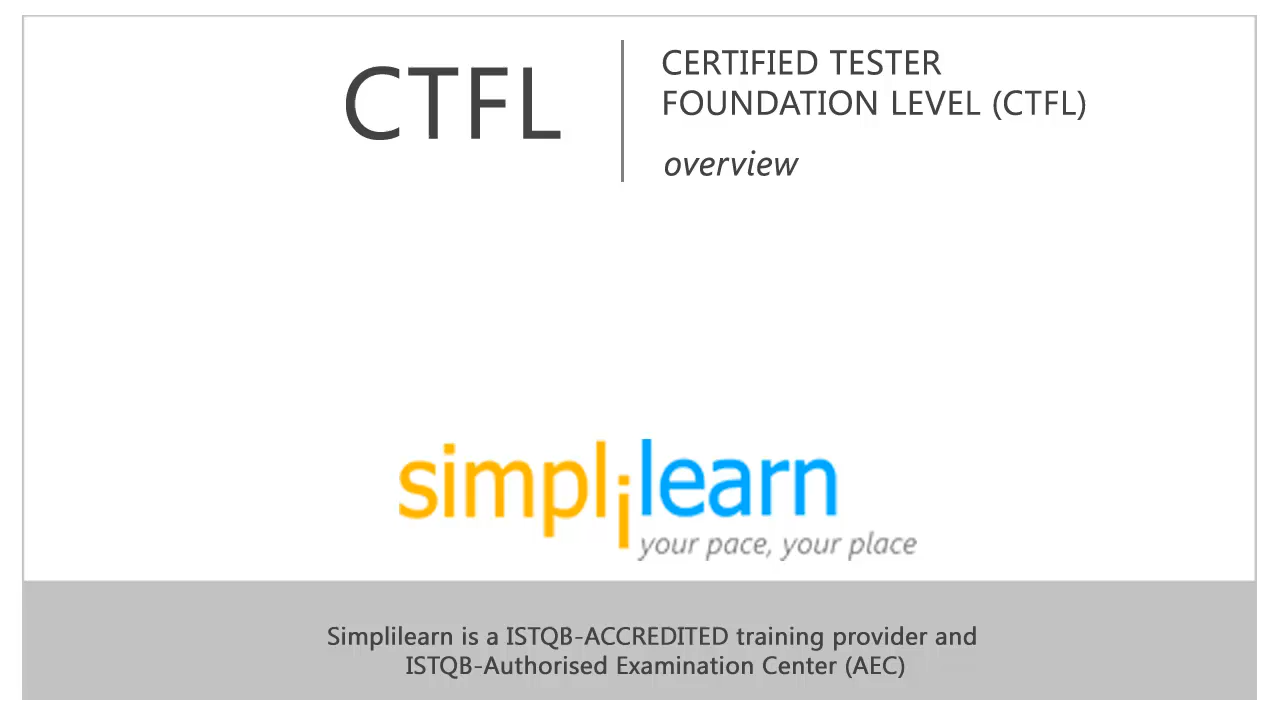 CTFL
CERTIFIED TESTER
FOUNDATION LEVEL (CTFL)
overview
simplilearn
your pace, your place
Simplilearn is a ISTQB-ACCREDITED training provider and
ISTQB-Authorised Examination Center (AEC)